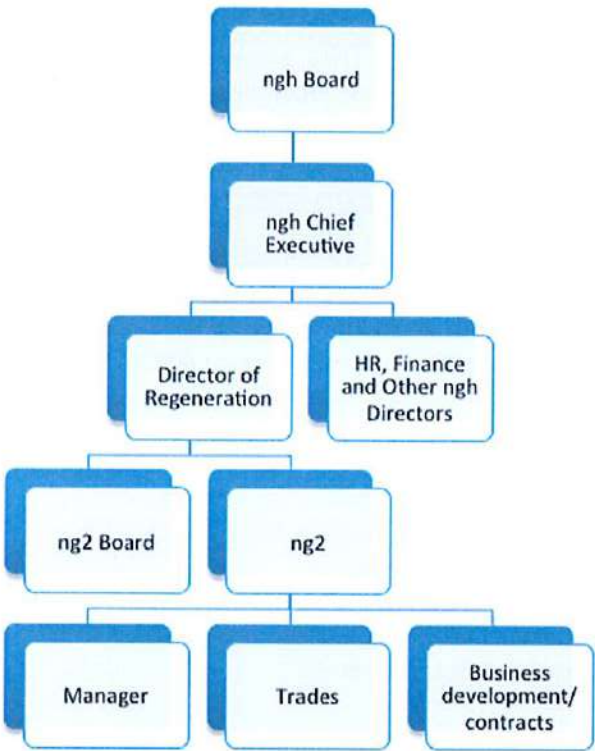 ngh Board
ngh Chief
Executive
Director of
Regeneration
HR, Finance
and Other ngh
Directors
ng2 Board
ng2
Manager
Trades
Business
development/
contracts